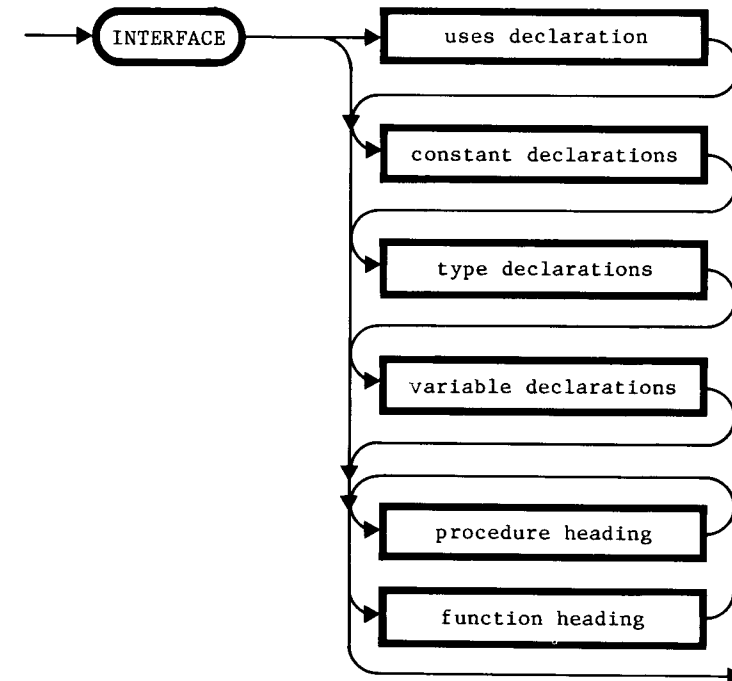 INTERFACE
uses declaration
constant declarations
type declarations
variable declarations
procedure heading
function heading